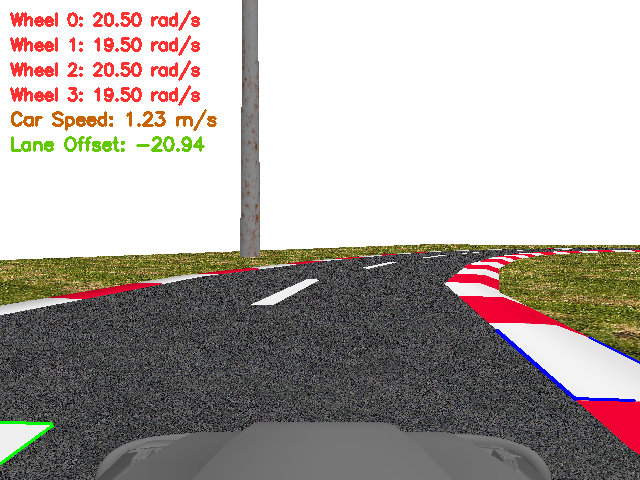 Wheel 0: 20.50 rad/s
Wheel 1: 19.50 rad/s
Wheel 2: 20.50 rad/s
Wheel 3: 19.50 rad/s
Car Speed: 1.23 m/s
Lane Offset: -20.94